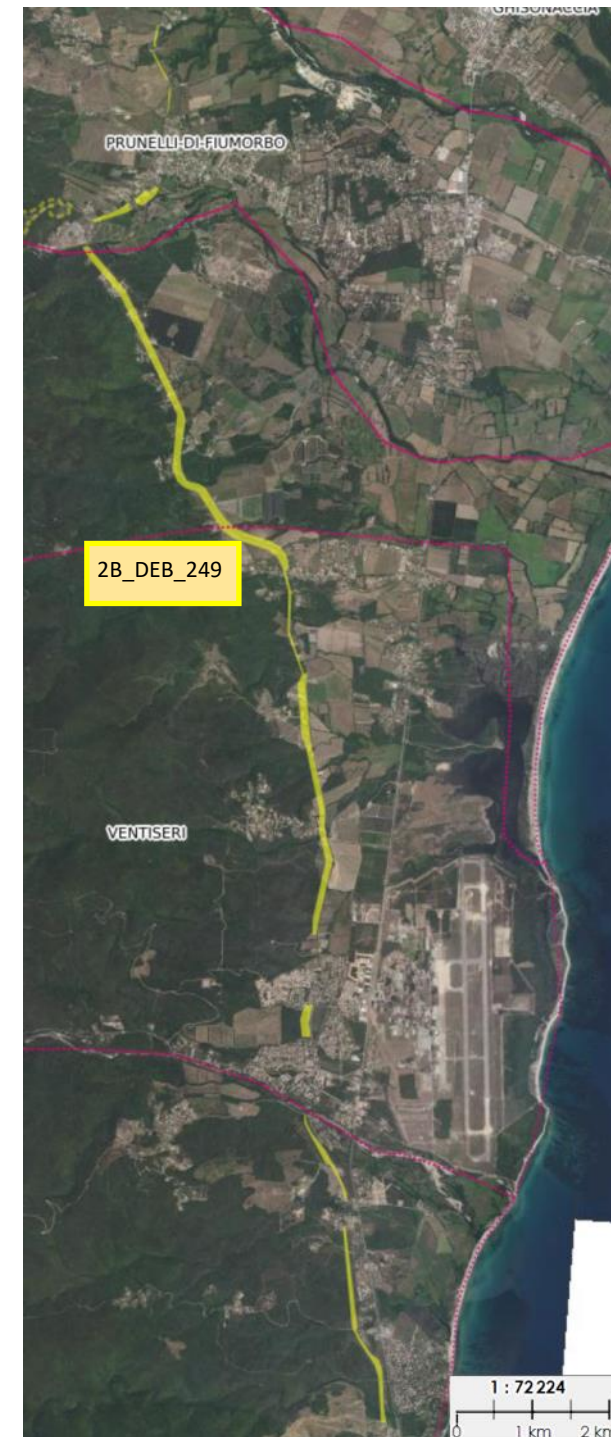 GHISONACCIA
PRUNELLI-DI-FIUMORBO
2B_DEB_249
VENTISERI
1 : 72 224
0 1 km 2 km